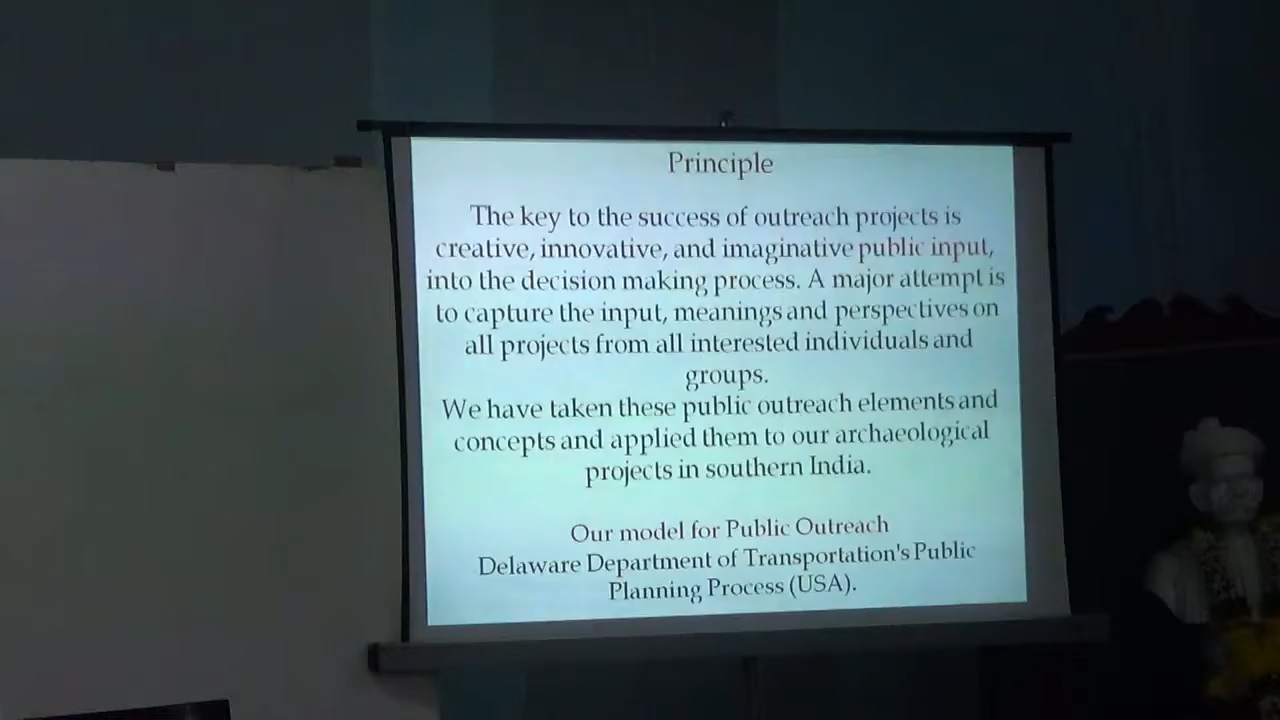 Principle
The key to the success of outreach projects is
creative, innovative, and imaginative public input,
into the decision making process. A major attempt is
to capture the input, meanings and perspectives on
all projects from all interested individuals and
groups.
We have taken these public outreach elements and
concepts and applied them to our archaeological
projects in southern India.
Our model for Public Outreach
Delaware Department of Transportation's Public
Planning Process (USA).